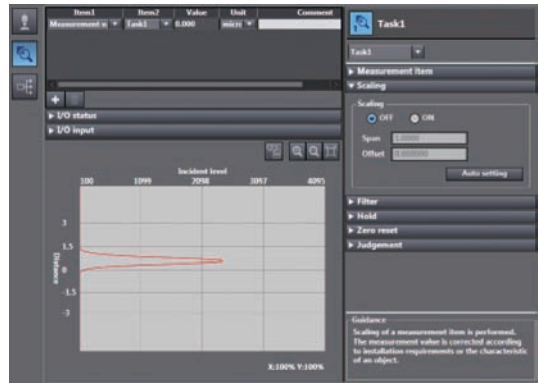 Item1 Item2 Value Unit Comment
Measurement n Task1 0.000 micro
I/O status
I/O input
Incident level
100 1099 2098 3097 4095
3
1.5
0
-1.5
-3
Distance
X:100% Y:100%
Task1
Task1
Measurement Item
Scaling
Scaling
OFF ON
Span 1.0000
Offset 0.000000
Auto setting
Filter
Hold
Zero reset
Judgement
Guidance
Scaling of a measurement item is performed.
The measurement value is corrected according
to installation requirements or the characteristic
of an object.